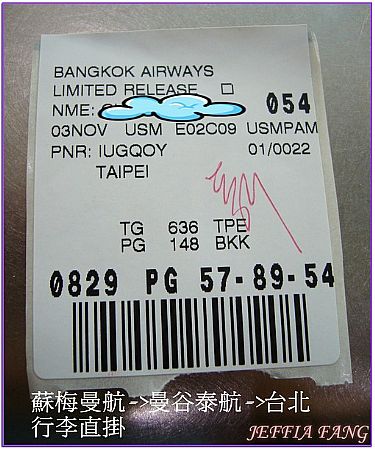 BANGKOK AIRWAYS
LIMITED RELEASE
NME:
054
03NOV USM E02C09 USMPAM
PNR: IUGQOY 01/0022
TAIPEI
TG 636 TPE
PG 148 BKK
0829 PG 57-89-54
蘇梅曼航->曼谷泰航->台北
行李直掛
JEFFIA FANG